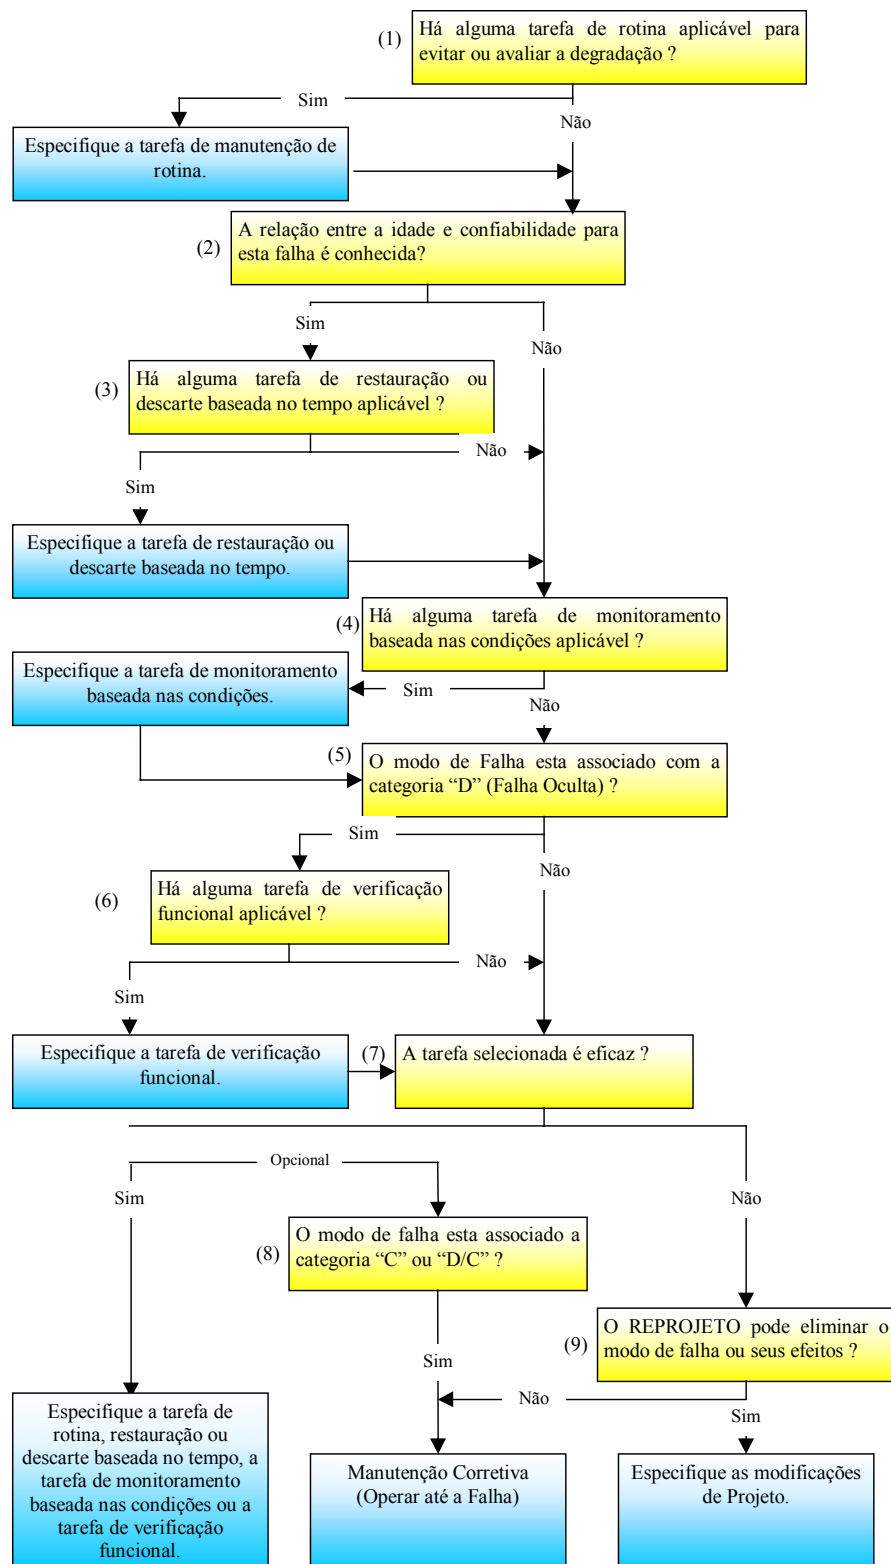 (1)
Há alguma tarefa de rotina aplicável para
evitar ou avaliar a degradação ?
Sim
Não
Especifique a tarefa de manutenção de
rotina.
(2)
A relação entre a idade e confiabilidade para
esta falha é conhecida?
Sim
Não
(3)
Há alguma tarefa de restauração ou
descarte baseada no tempo aplicável ?
Não
Sim
Especifique a tarefa de restauração ou
descarte baseada no tempo.
(4)
Há alguma tarefa de monitoramento
baseada nas condições aplicável ?
Especifique a tarefa de monitoramento
baseada nas condições.
Sim
Não
(5)
O modo de Falha esta associado com a
categoria “D” (Falha Oculta) ?
Sim
Não
(6)
Há alguma tarefa de verificação
funcional aplicável ?
Não
Sim
Especifique a tarefa de verificação
funcional.
(7)
A tarefa selecionada é eficaz ?
Opcional
Sim
Não
(8)
O modo de falha esta associado a
categoria “C” ou “D/C” ?
(9)
O REPROJETO pode eliminar o
modo de falha ou seus efeitos ?
Sim
Não
Sim
Especifique a tarefa de
rotina, restauração ou
descarte baseada no tempo, a
tarefa de monitoramento
baseada nas condições ou a
tarefa de verificação
funcional.
Manutenção Corretiva
(Operar até a Falha)
Especifique as modificações
de Projeto.